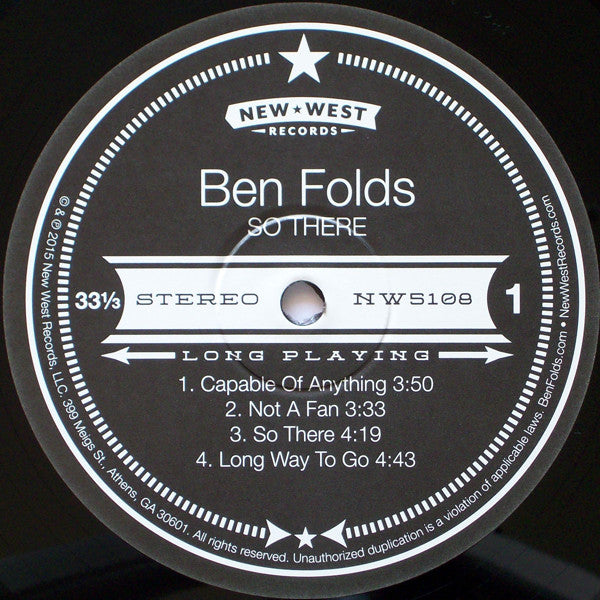 NEW★WEST
RECORDS
Ben Folds
SO THERE
33⅓ STEREO NW5108 1
LONG PLAYING
1. Capable Of Anything 3:50
2. Not A Fan 3:33
3. So There 4:19
4. Long Way To Go 4:43
© & ℗ 2015 New West Records, LLC. 399 Meigs St., Athens, GA 30601. All rights reserved. Unauthorized duplication is a violation of applicable laws. BenFolds.com • NewWestRecords.com